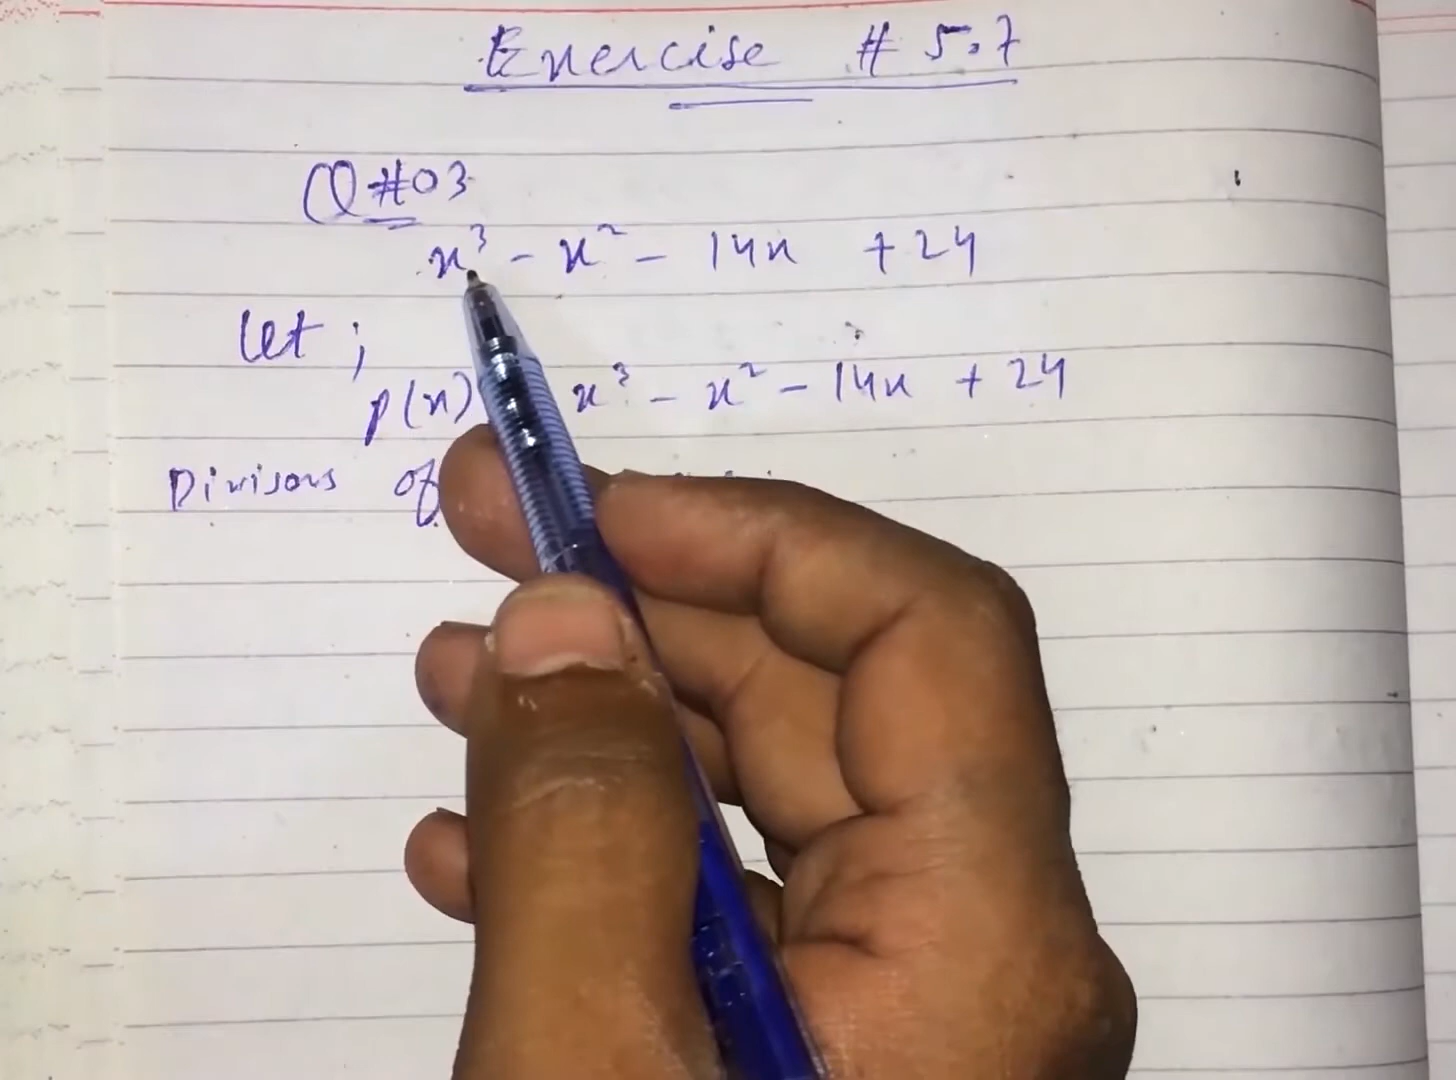 Exercise # 5.7
Q#03
x³ - x² - 14x + 24
let ;
p(x) x³ - x² - 14x + 24
Divisors of